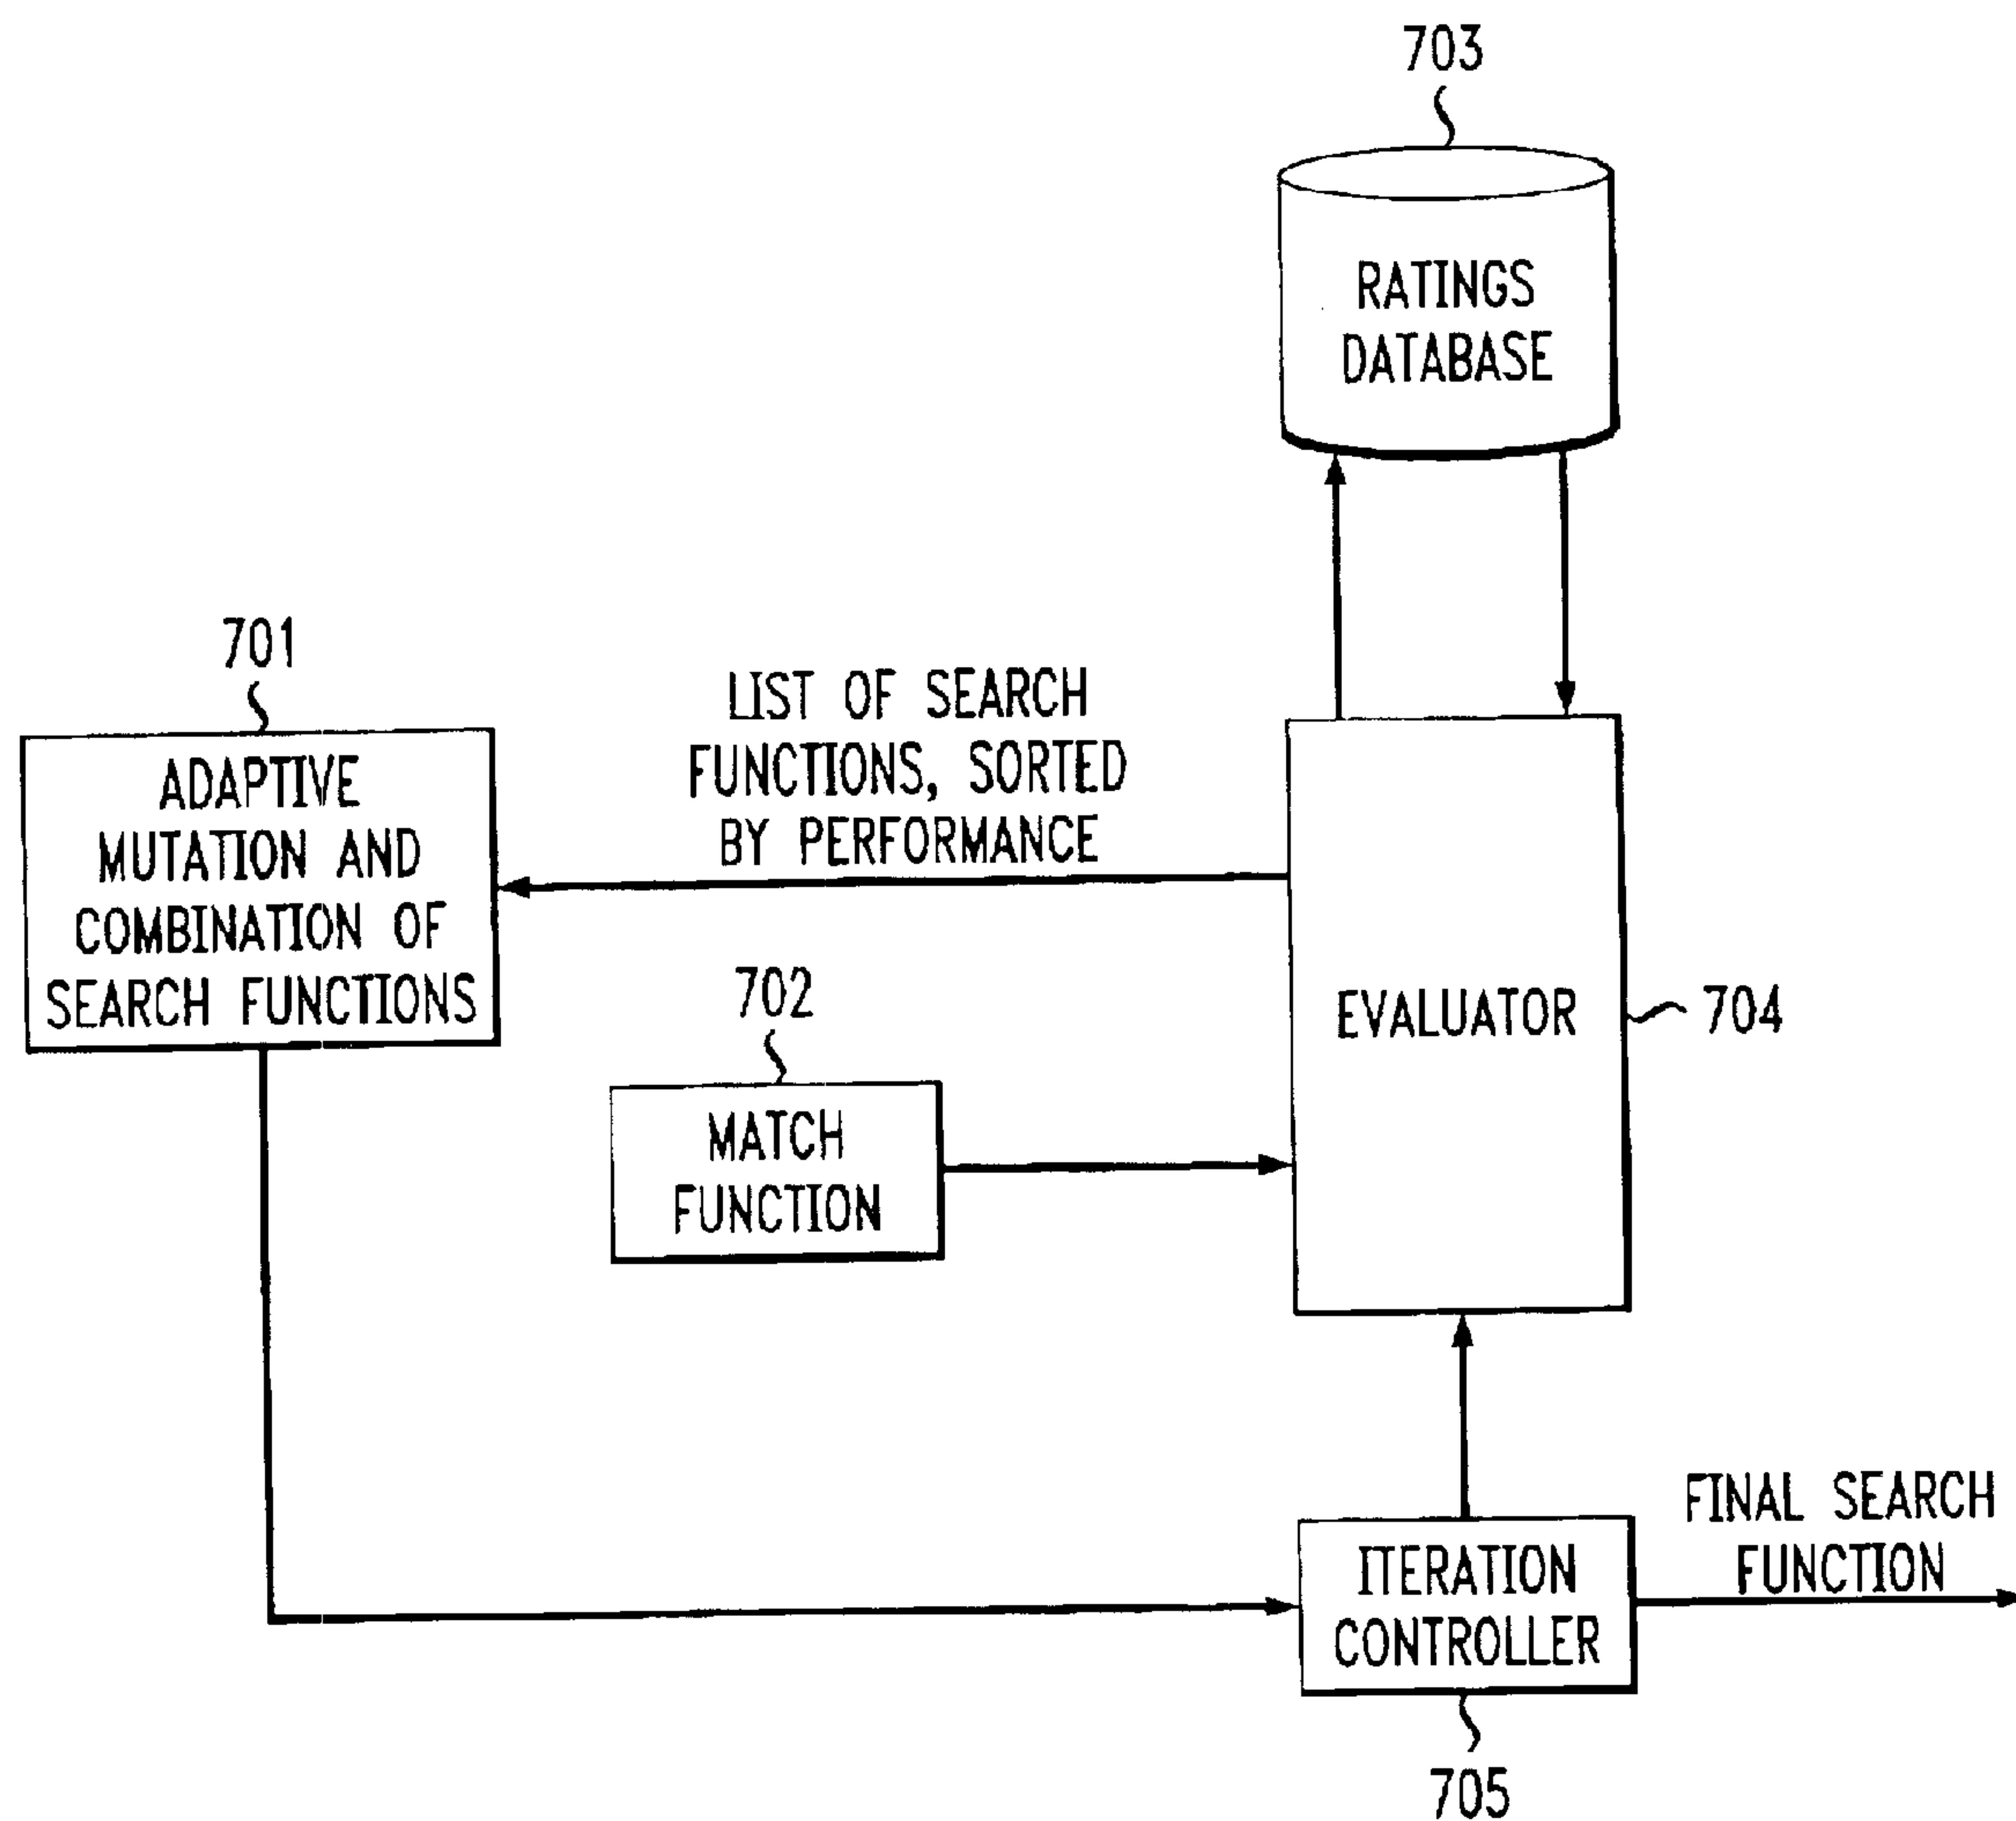 703
RATINGS
DATABASE
701
ADAPTIVE
MUTATION AND
COMBINATION OF
SEARCH FUNCTIONS
LIST OF SEARCH
FUNCTIONS, SORTED
BY PERFORMANCE
702
MATCH
FUNCTION
EVALUATOR
704
ITERATION
CONTROLLER
705
FINAL SEARCH
FUNCTION